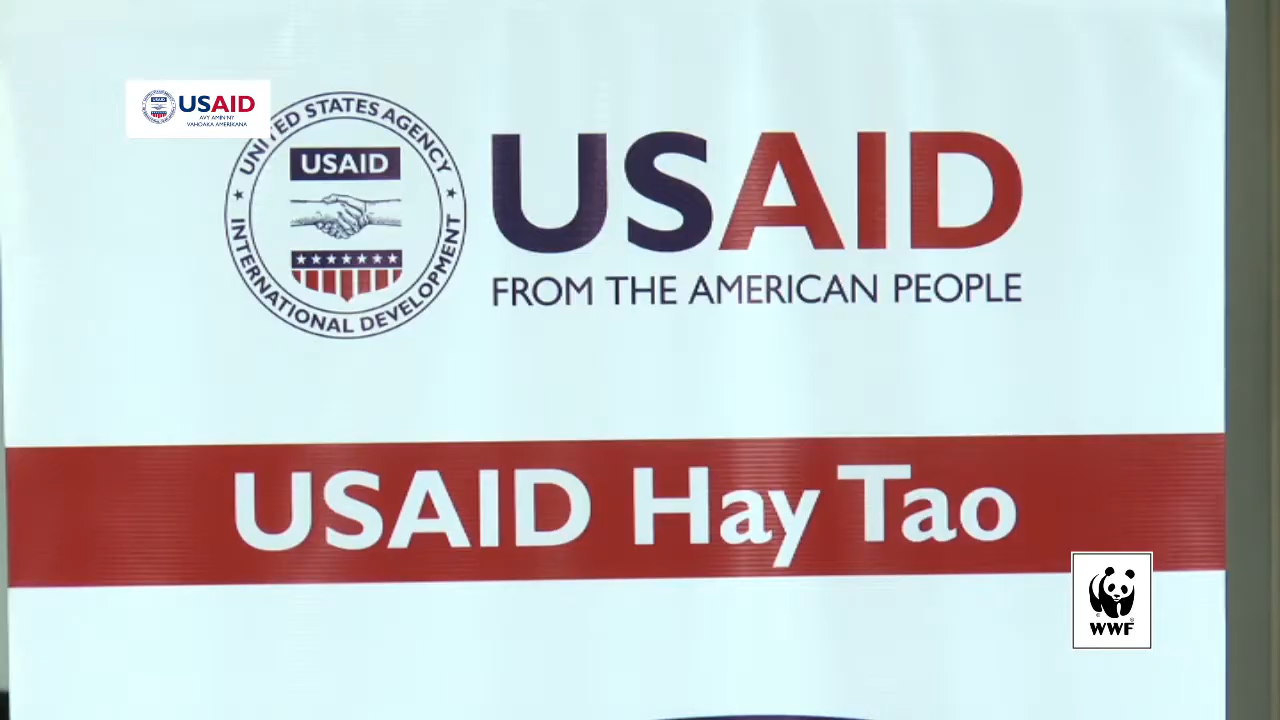 USAID
AVY AMIN'NY
VAHOAKA AMERIKANA
UNITED STATES AGENCY
INTERNATIONAL DEVELOPMENT
USAID
USAID
FROM THE AMERICAN PEOPLE
USAID Hay Tao
WWF